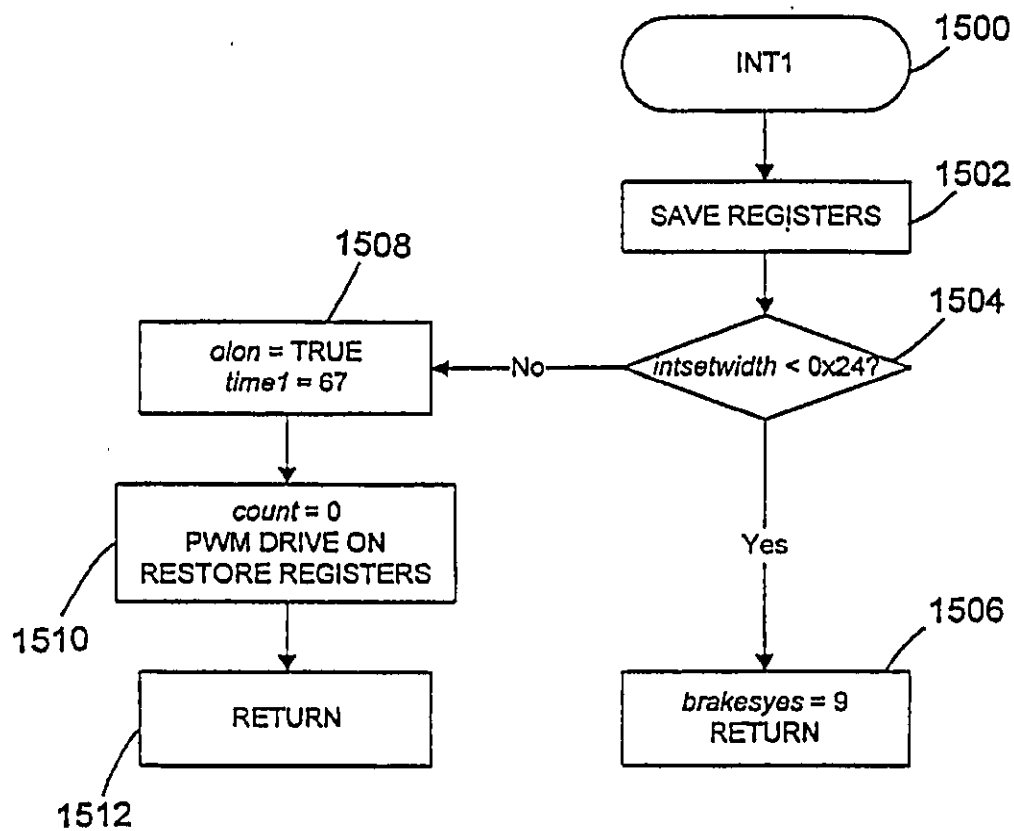 1500
INT1
1502
SAVE REGISTERS
1508
1504
olon = TRUE
time1 = 67
No
intsetwidth < 0x24?
count = 0
PWM DRIVE ON
RESTORE REGISTERS
Yes
1510
1506
RETURN
brakesyes = 9
RETURN
1512